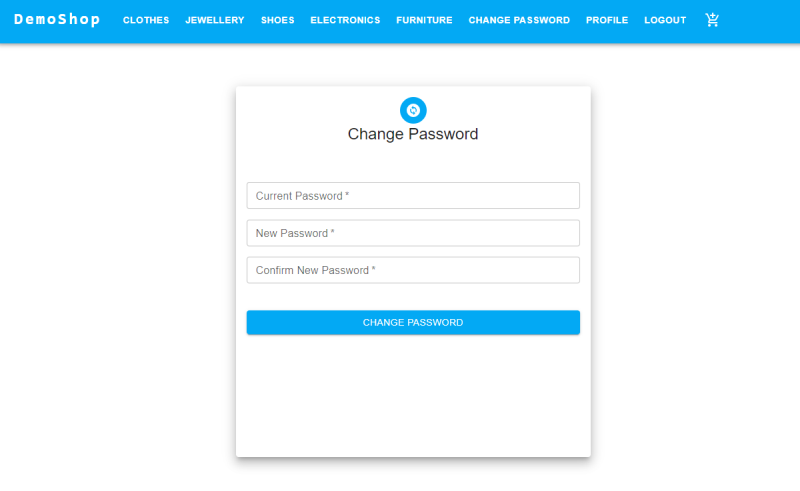 DemoShop CLOTHES JEWELLERY SHOES ELECTRONICS FURNITURE CHANGE PASSWORD PROFILE LOGOUT
Change Password
Current Password *
New Password *
Confirm New Password *
CHANGE PASSWORD